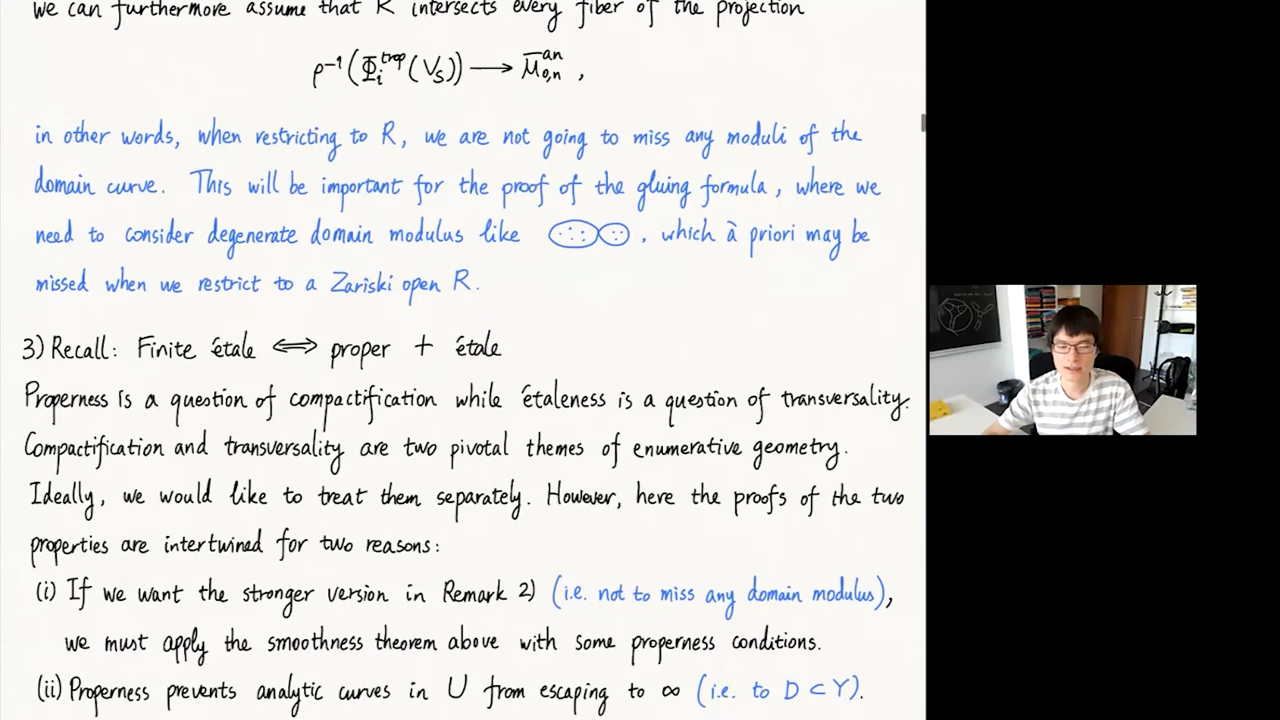 we can furthermore assume that R intersects every fiber of the projection
ρ⁻¹(Φᵢᵗʳᵒᵖ(Vₛ)) ⟶ M̄₀,ₙᵃⁿ ,
in other words, when restricting to R, we are not going to miss any moduli of the
domain curve. This will be important for the proof of the gluing formula, where we
need to consider degenerate domain modulus like , which à priori may be
missed when we restrict to a Zariski open R.
3) Recall: Finite étale ⟺ proper + étale
Properness is a question of compactification while étaleness is a question of transversality.
Compactification and transversality are two pivotal themes of enumerative geometry.
Ideally, we would like to treat them separately. However, here the proofs of the two
properties are intertwined for two reasons:
(i) If we want the stronger version in Remark 2) (i.e. not to miss any domain modulus),
we must apply the smoothness theorem above with some properness conditions.
(ii) Properness prevents analytic curves in U from escaping to ∞ (i.e. to D ⊂ Y).